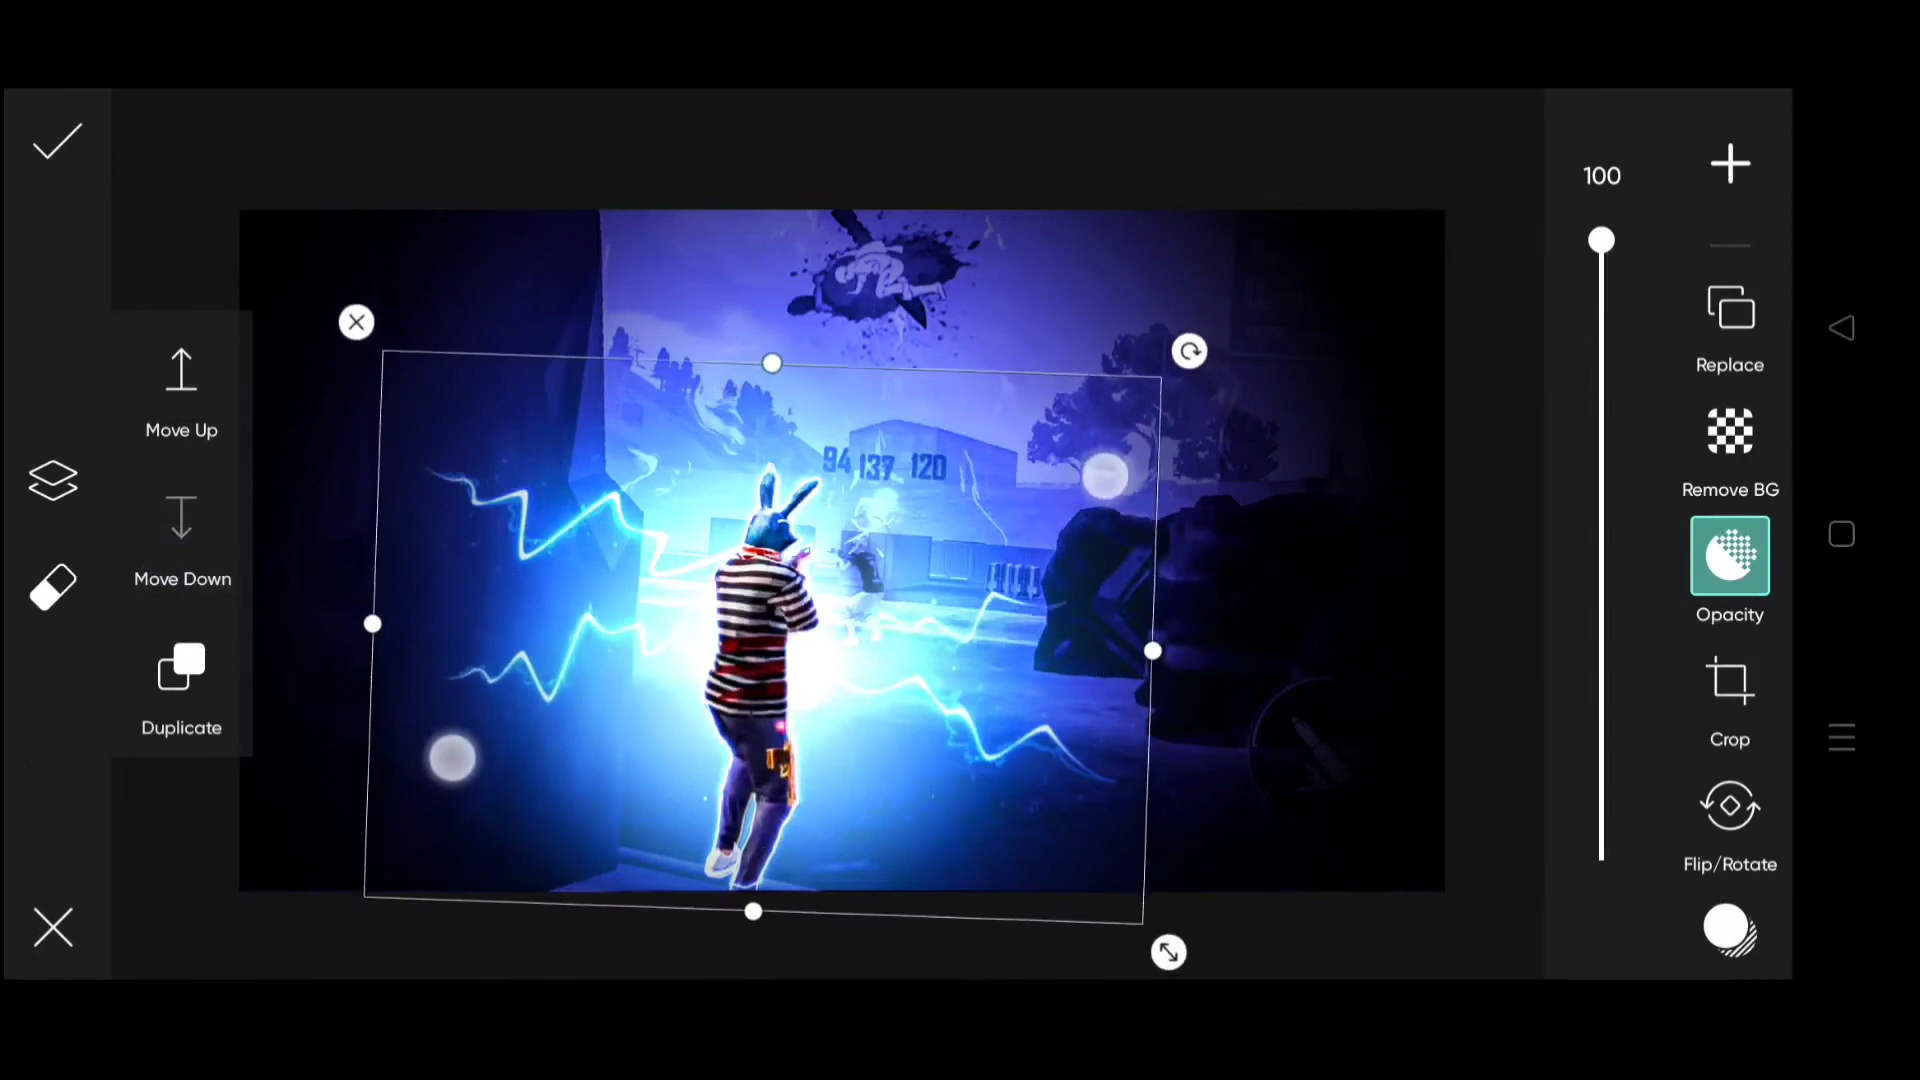 100
Replace
Move Up
94 137 120
Remove BG
Move Down
Opacity
Duplicate
Crop
Flip/Rotate